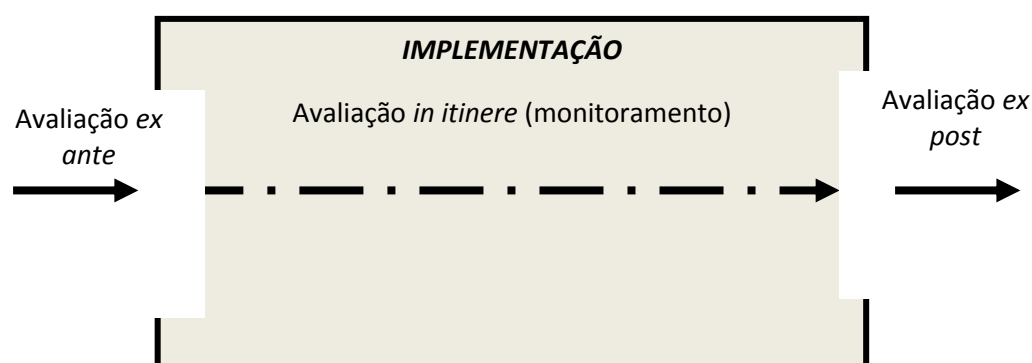 IMPLEMENTAÇÃO
Avaliação ex
ante
Avaliação in itinere (monitoramento)
Avaliação ex
post